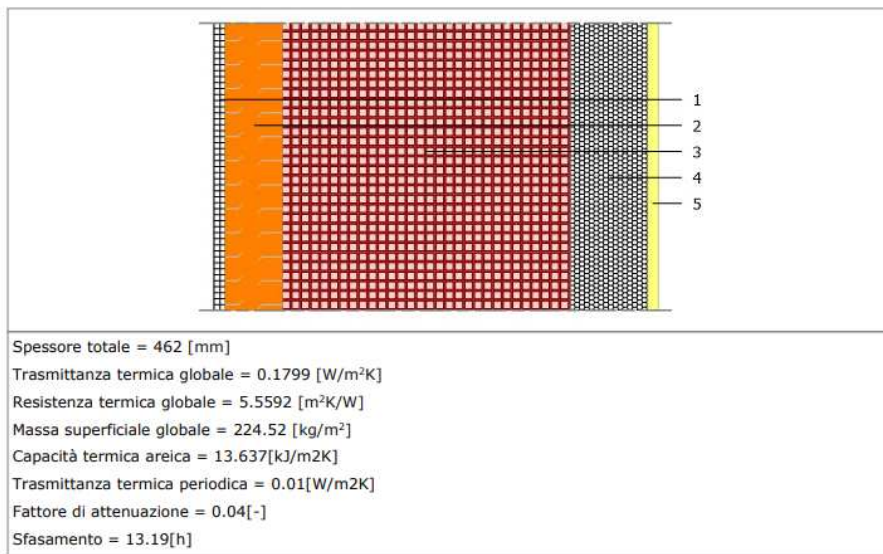 1
2
3
4
5
Spessore totale = 462 [mm]
Trasmittanza termica globale = 0.1799 [W/m²K]
Resistenza termica globale = 5.5592 [m²K/W]
Massa superficiale globale = 224.52 [kg/m²]
Capacità termica areica = 13.637[kJ/m2K]
Trasmittanza termica periodica = 0.01[W/m2K]
Fattore di attenuazione = 0.04[-]
Sfasamento = 13.19[h]